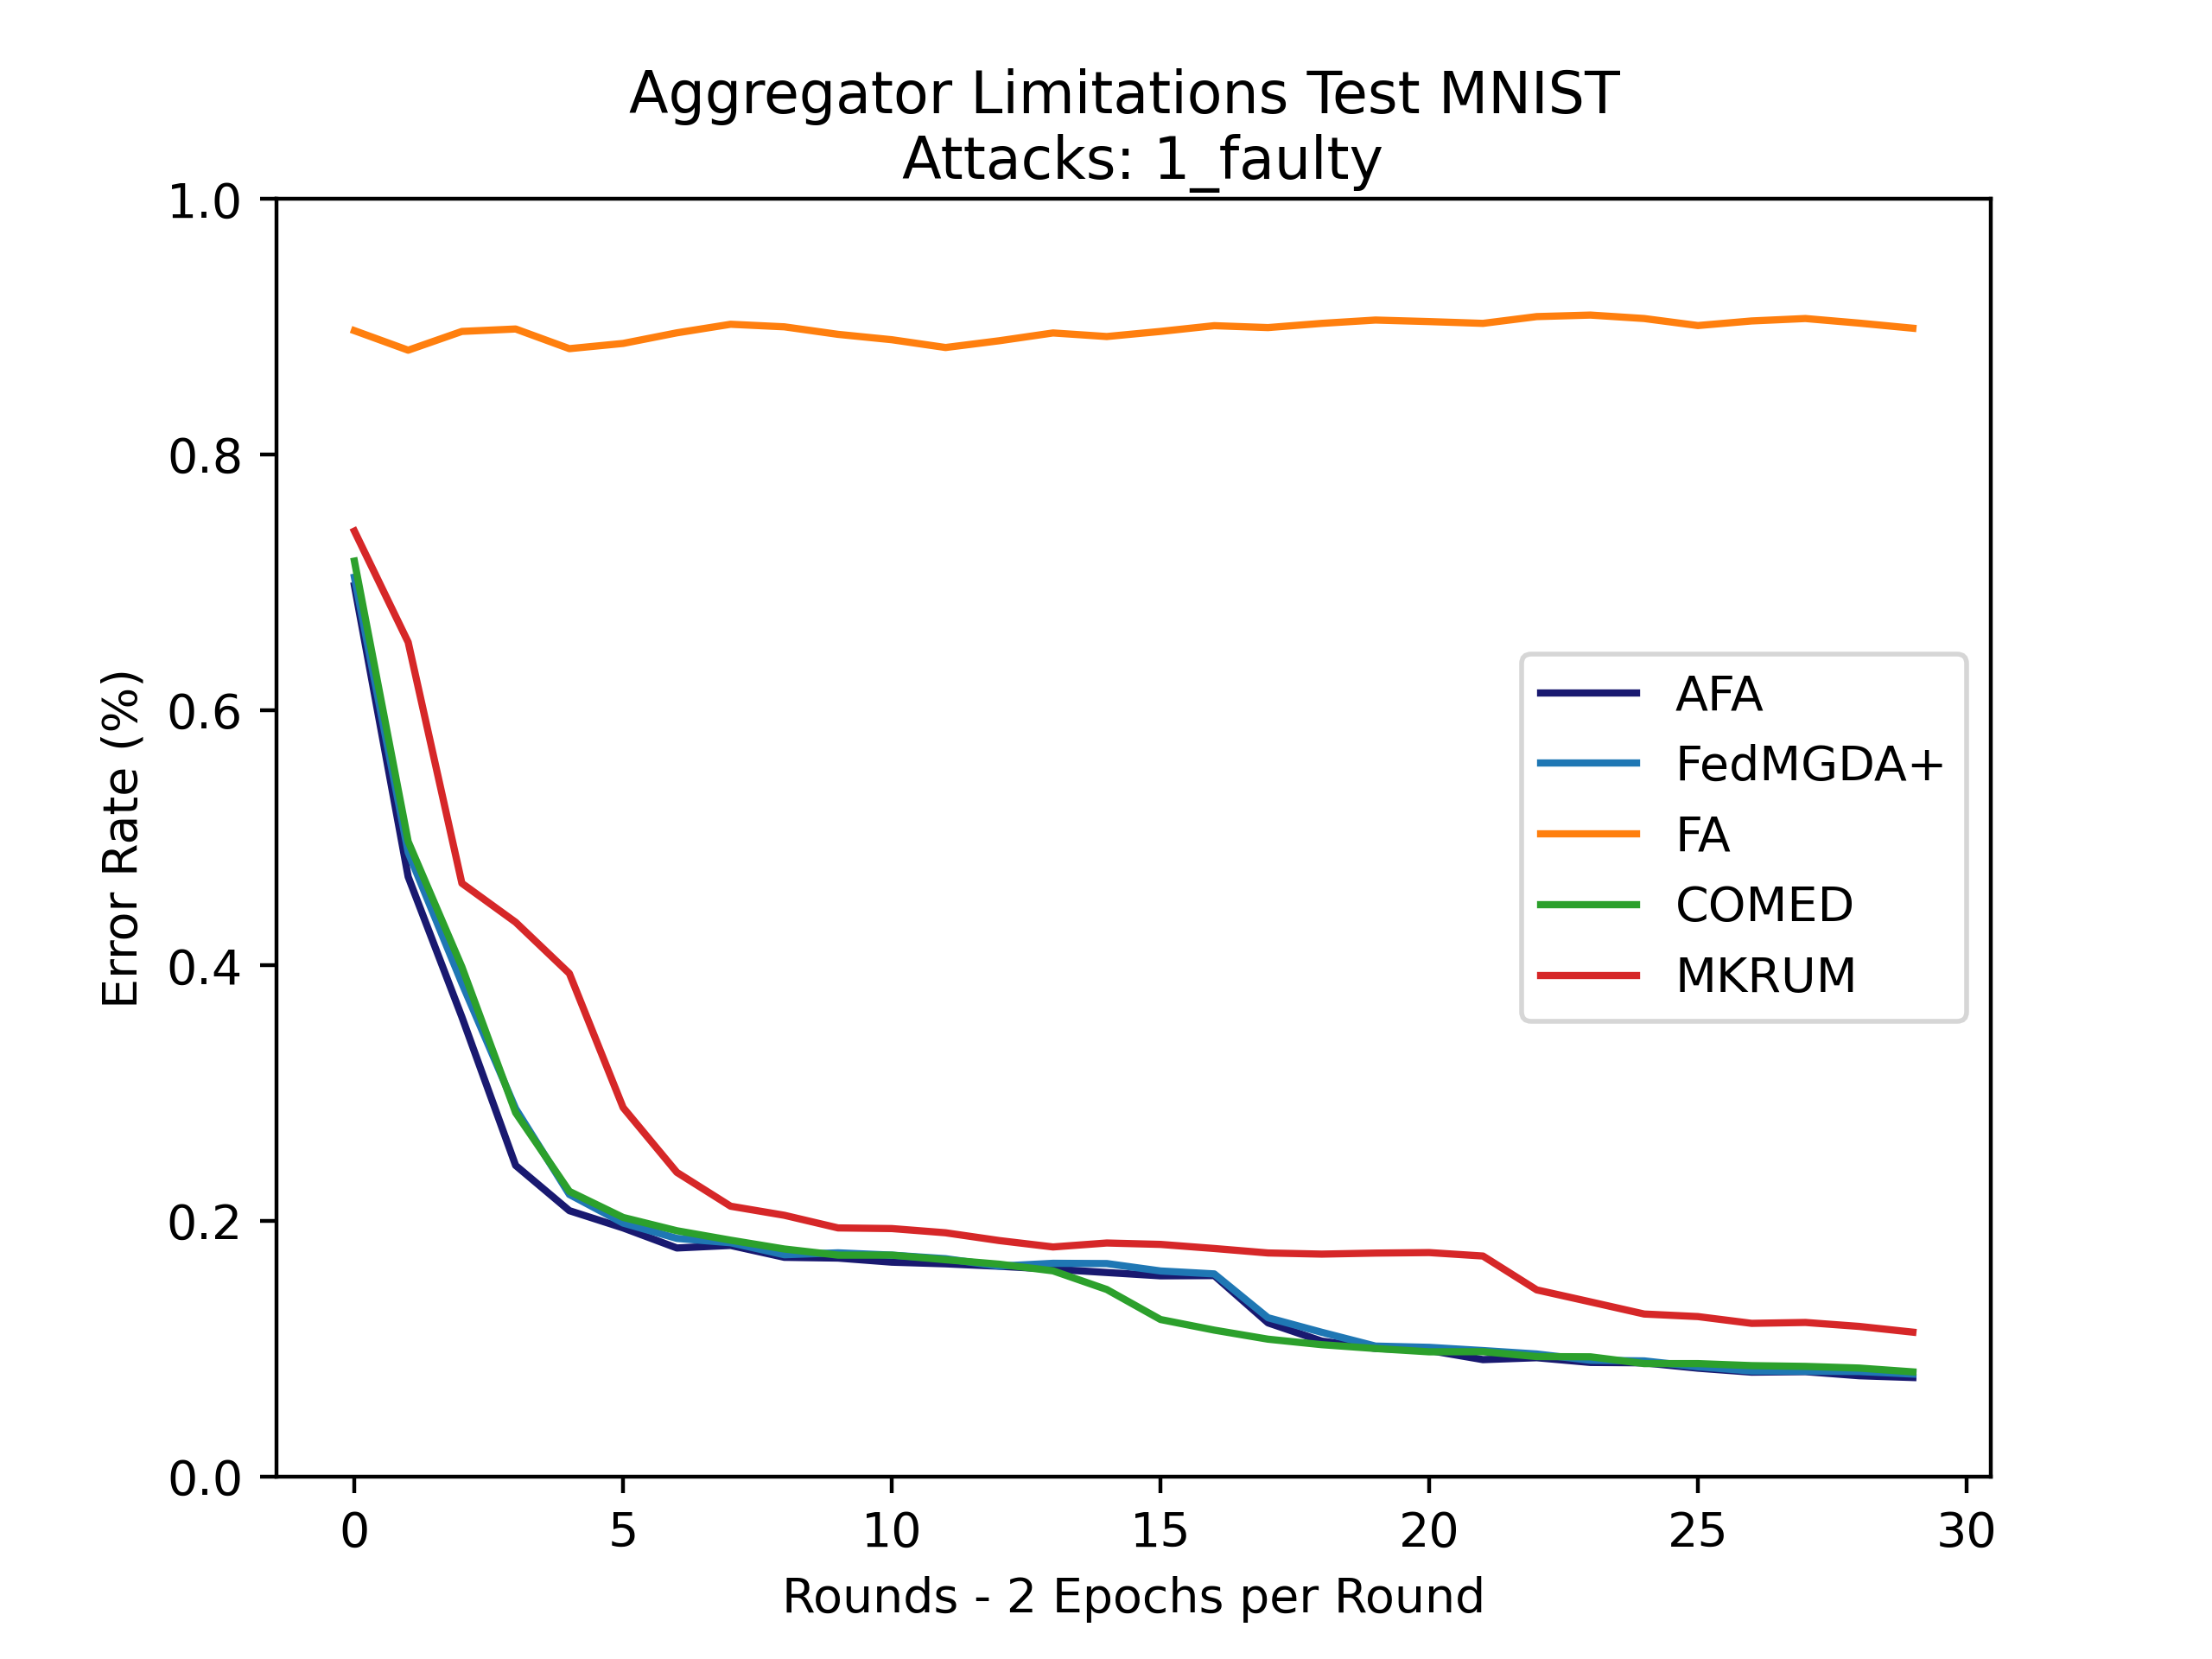 Aggregator Limitations Test MNIST
Attacks: 1_faulty
1.0
0.8
0.6
0.4
0.2
0.0
Error Rate (%)
AFA
FedMGDA+
FA
COMED
MKRUM
0 5 10 15 20 25 30
Rounds - 2 Epochs per Round